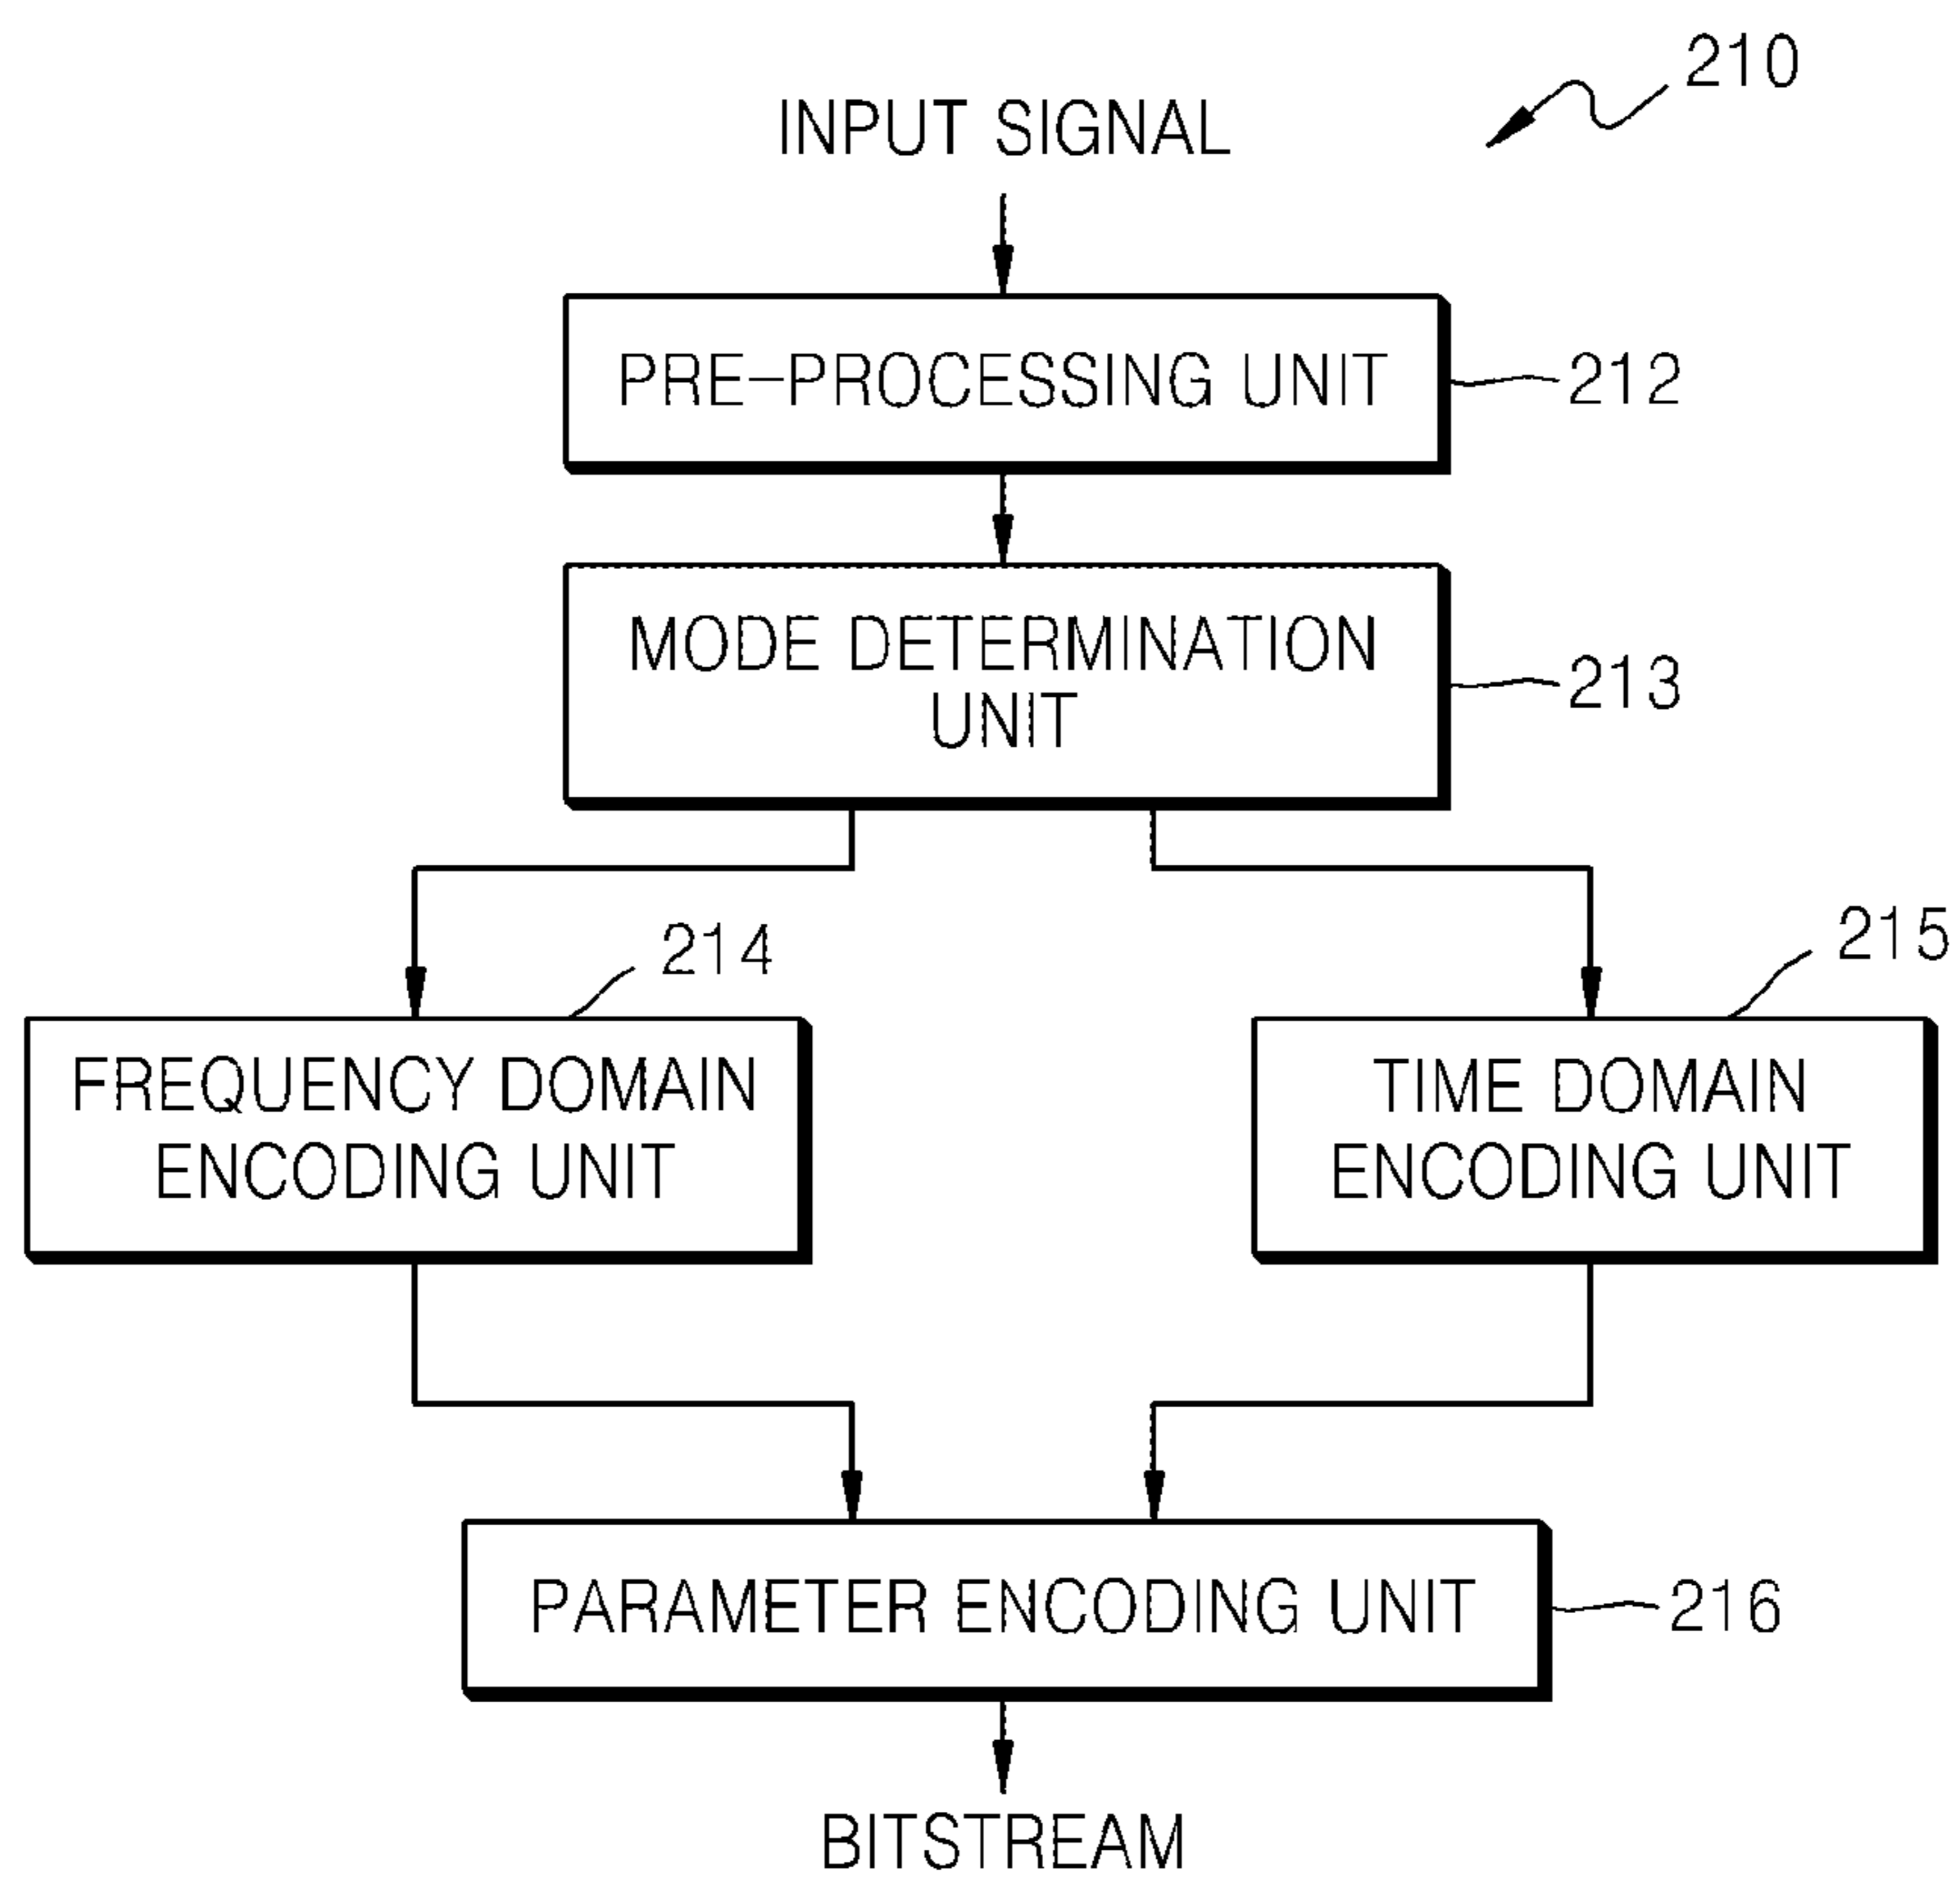 210
INPUT SIGNAL
PRE-PROCESSING UNIT
212
MODE DETERMINATION
UNIT
213
214
215
FREQUENCY DOMAIN
ENCODING UNIT
TIME DOMAIN
ENCODING UNIT
PARAMETER ENCODING UNIT
216
BITSTREAM